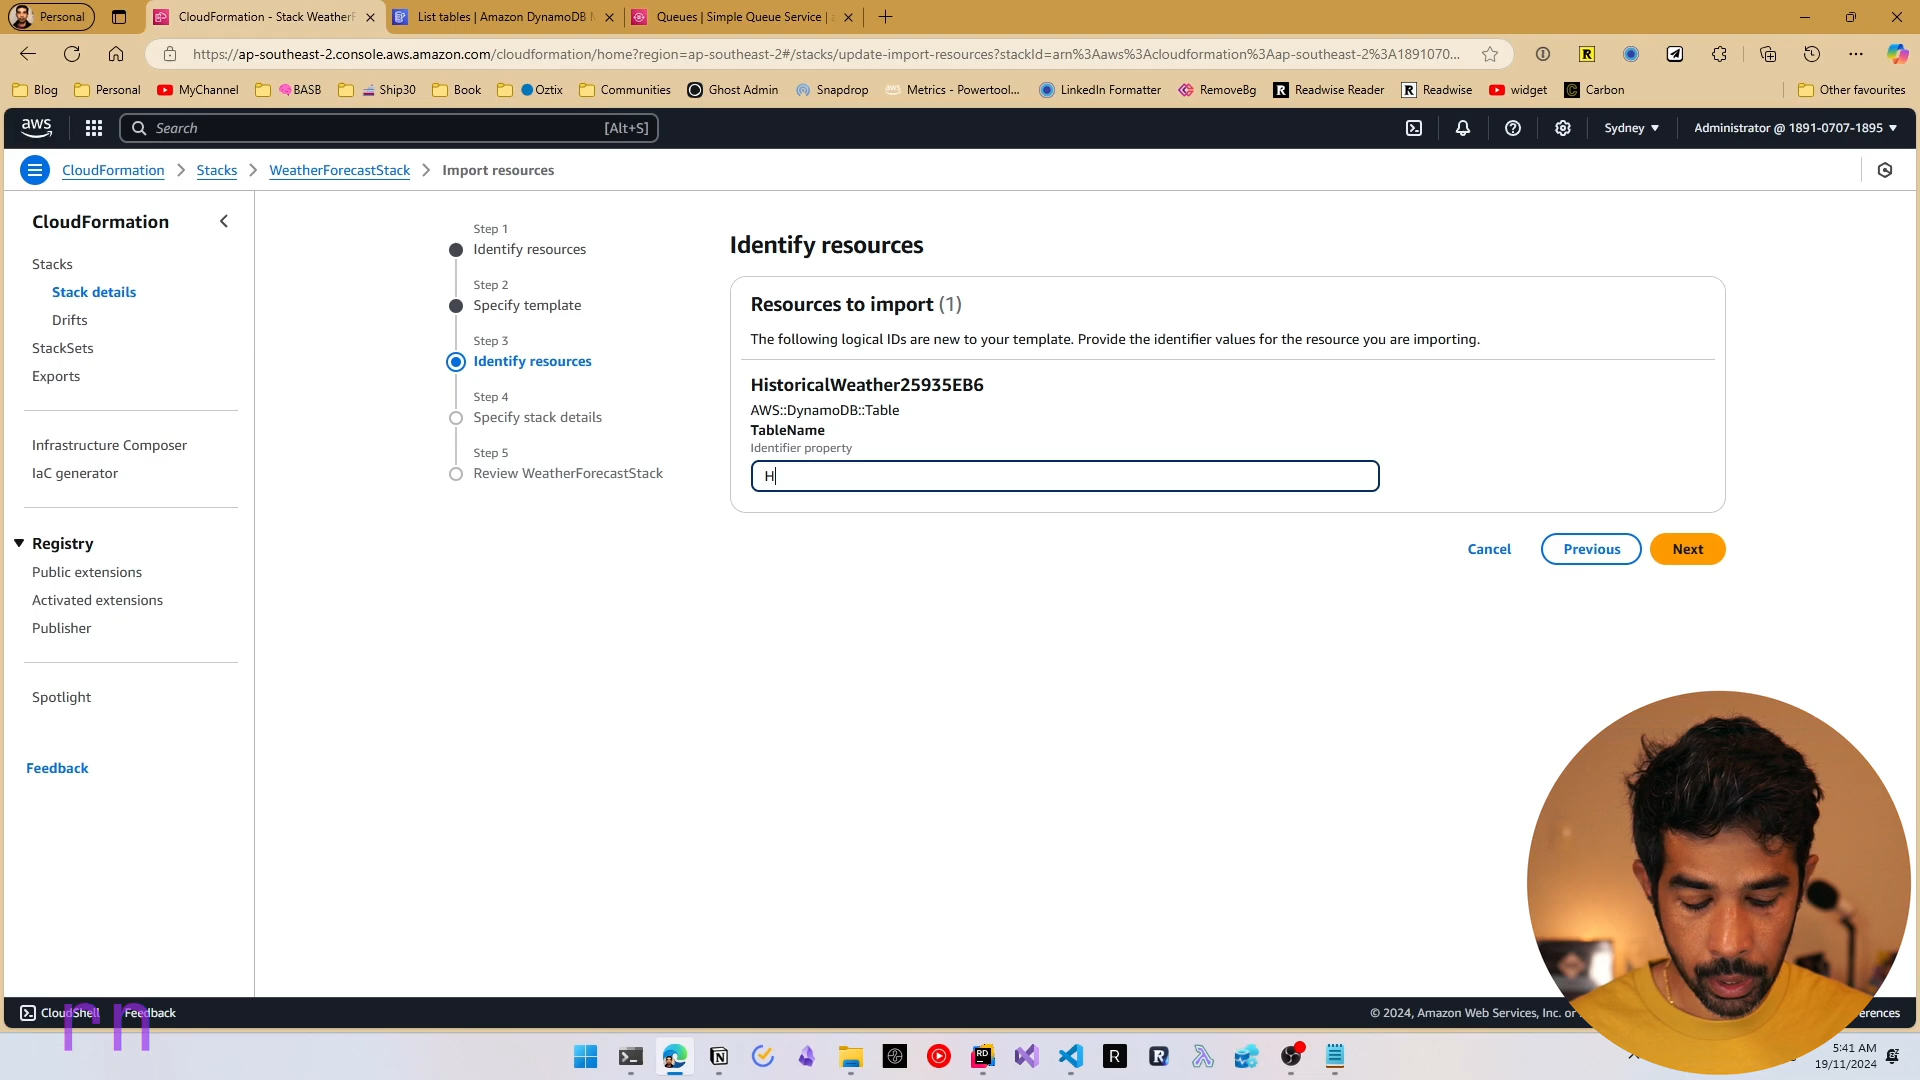 Personal
CloudFormation - Stack WeatherF
List tables | Amazon DynamoDB M
Queues | Simple Queue Service |
https://ap-southeast-2.console.aws.amazon.com/cloudformation/home?region=ap-southeast-2#/stacks/update-import-resources?stackId=arn%3Aaws%3Acloudformation%3Aap-southeast-2%3A1891070...
Blog
Personal
MyChannel
BASB
Ship30
Book
Oztix
Communities
Ghost Admin
Snapdrop
Metrics - Powertool...
LinkedIn Formatter
RemoveBg
Readwise Reader
Readwise
widget
Carbon
Other favourites
aws
Search
[Alt+S]
Sydney
Administrator @ 1891-0707-1895
CloudFormation
Stacks
WeatherForecastStack
Import resources
CloudFormation
Stacks
Stack details
Drifts
StackSets
Exports
Infrastructure Composer
IaC generator
Registry
Public extensions
Activated extensions
Publisher
Spotlight
Feedback
Step 1
Identify resources
Step 2
Specify template
Step 3
Identify resources
Step 4
Specify stack details
Step 5
Review WeatherForecastStack
Identify resources
Resources to import (1)
The following logical IDs are new to your template. Provide the identifier values for the resource you are importing.
HistoricalWeather25935EB6
AWS::DynamoDB::Table
TableName
Identifier property
H
Cancel
Previous
Next
CloudShell
Feedback
© 2024, Amazon Web Services, Inc. or
rn
5:41 AM
19/11/2024